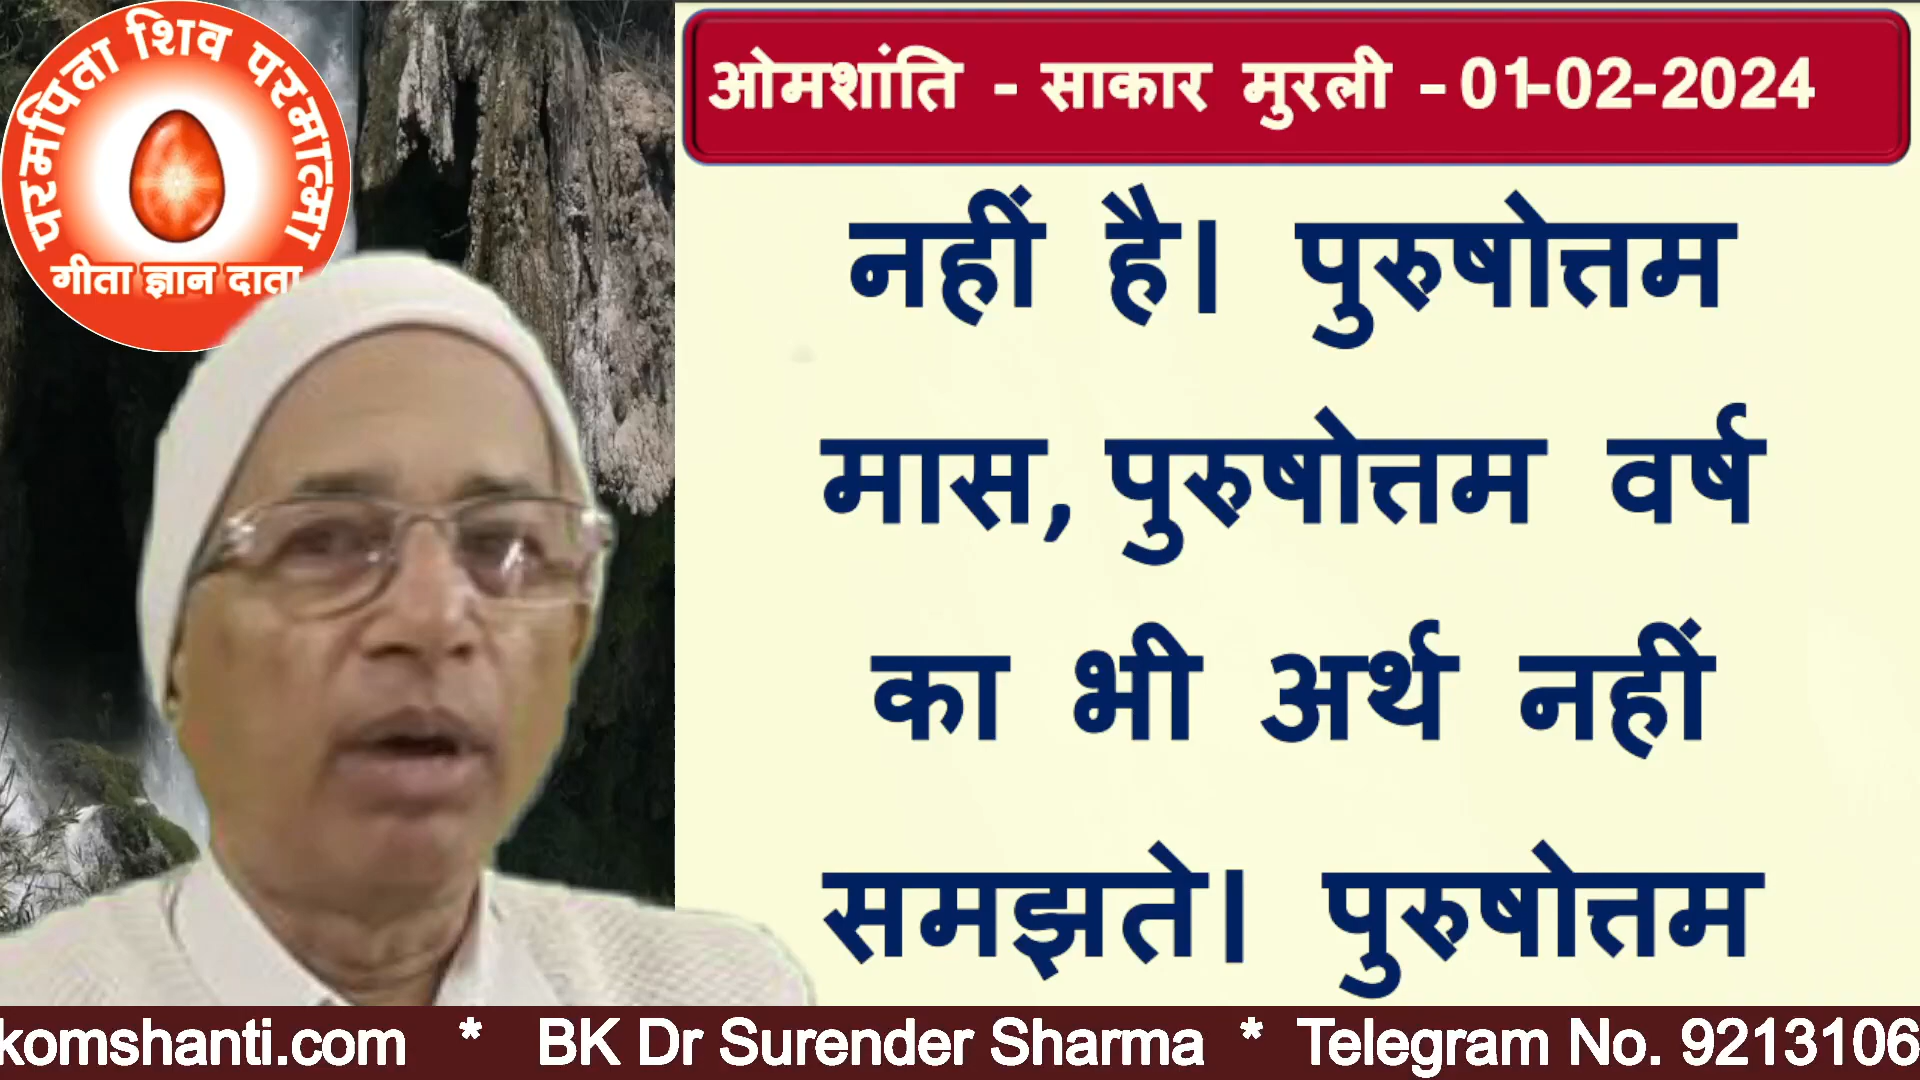 परमपिता शिव परमात्मा
गीता ज्ञान दाता
ओमशांति - साकार मुरली - 01-02-2024
नहीं है। पुरुषोत्तम
मास, पुरुषोत्तम वर्ष
का भी अर्थ नहीं
समझते। पुरुषोत्तम
komshanti.com * BK Dr Surender Sharma * Telegram No. 9213106